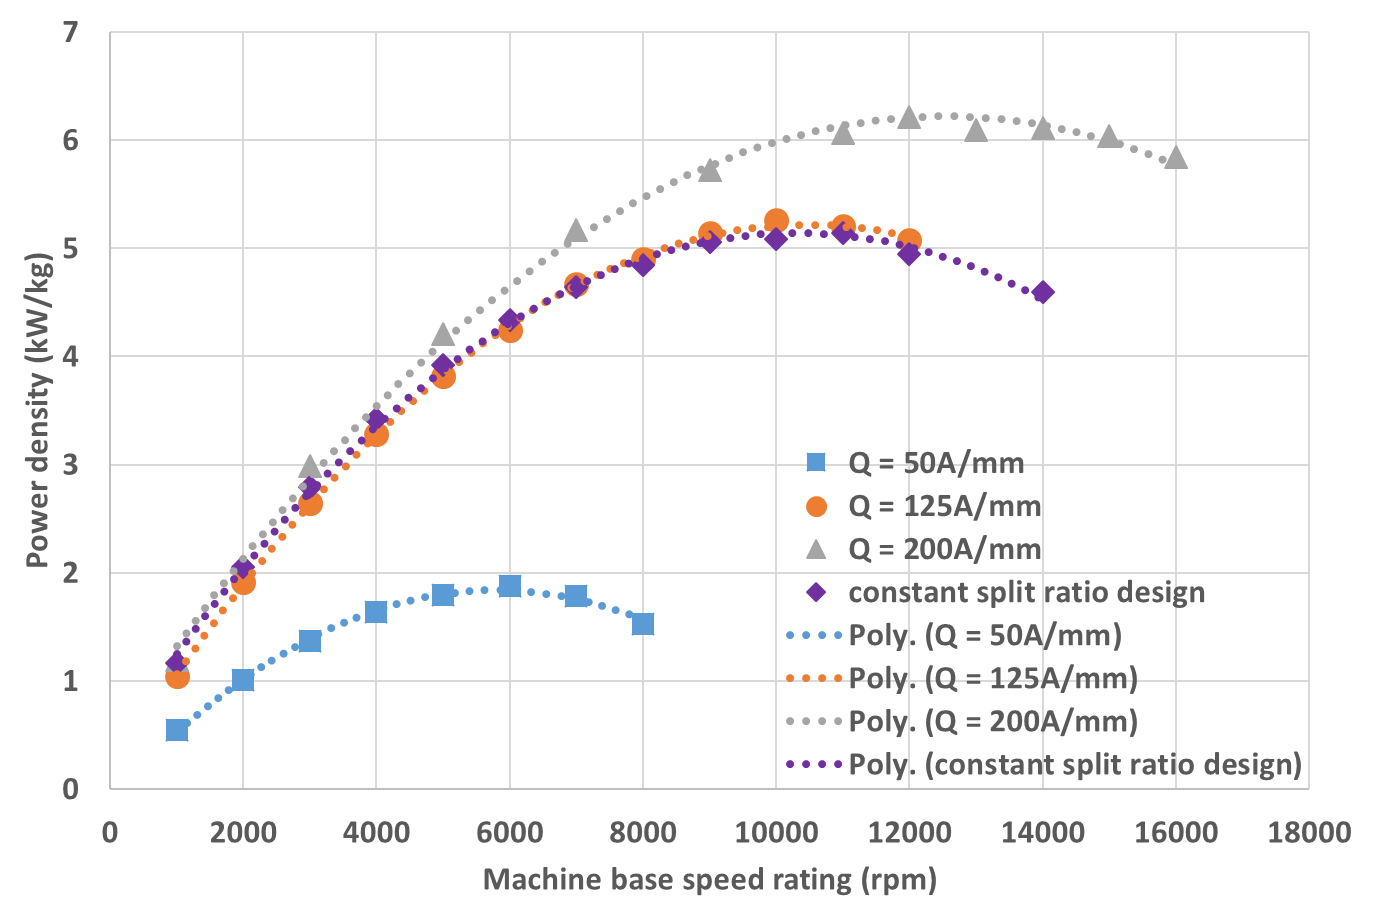 7
6
5
4
3
2
1
0
Power density (kW/kg)
Q = 50A/mm
Q = 125A/mm
Q = 200A/mm
constant split ratio design
Poly. (Q = 50A/mm)
Poly. (Q = 125A/mm)
Poly. (Q = 200A/mm)
Poly. (constant split ratio design)
0 2000 4000 6000 8000 10000 12000 14000 16000 18000
Machine base speed rating (rpm)